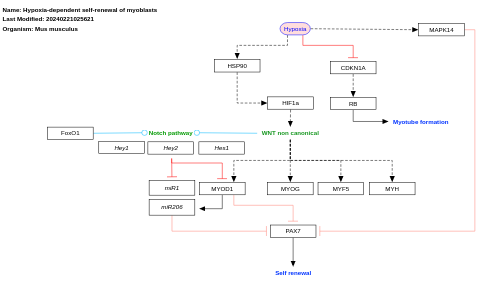 Name: Hypoxia-dependent self-renewal of myoblasts
Last Modified: 20240221025621
Organism: Mus musculus
Hypoxia
MAPK14
HSP90
CDKN1A
HIF1a
RB
Myotube formation
FoxO1
Notch pathway
WNT non canonical
Hey1
Hey2
Hes1
miR1
MYOD1
MYOG
MYF5
MYH
miR206
PAX7
Self renewal